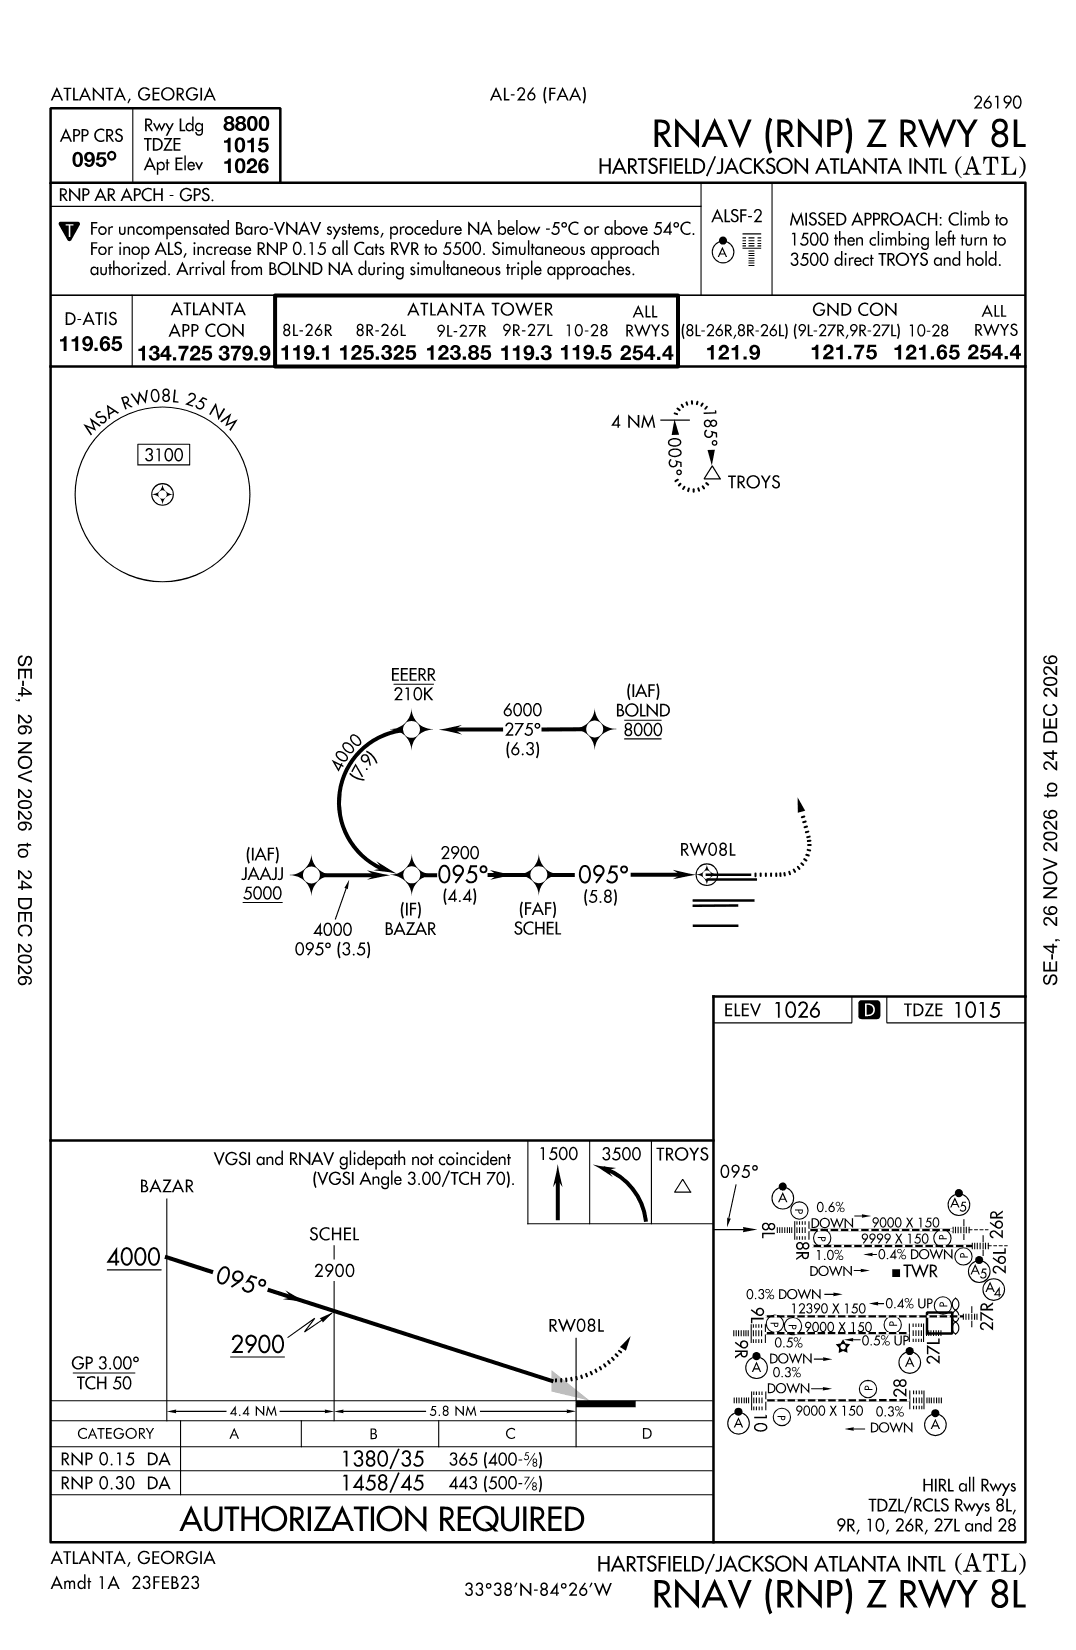 ATLANTA, GEORGIA
AL-26 (FAA)
26190
APP CRS
095°
Rwy Ldg 8800
TDZE 1015
Apt Elev 1026
RNAV (RNP) Z RWY 8L
HARTSFIELD/JACKSON ATLANTA INTL (ATL)
RNP AR APCH - GPS.
T
For uncompensated Baro-VNAV systems, procedure NA below -5°C or above 54°C.
For inop ALS, increase RNP 0.15 all Cats RVR to 5500. Simultaneous approach
authorized. Arrival from BOLND NA during simultaneous triple approaches.
ALSF-2
A
MISSED APPROACH: Climb to
1500 then climbing left turn to
3500 direct TROYS and hold.
D-ATIS
119.65
ATLANTA
APP CON
134.725 379.9
ATLANTA TOWER
ALL
8L-26R 8R-26L 9L-27R 9R-27L 10-28 RWYS
119.1 125.325 123.85 119.3 119.5 254.4
GND CON
ALL
(8L-26R,8R-26L) (9L-27R,9R-27L) 10-28 RWYS
121.9 121.75 121.65 254.4
MSA RW08L 25 NM
3100
4 NM
185°
005°
TROYS
SE-4, 26 NOV 2026 to 24 DEC 2026
SE-4, 26 NOV 2026 to 24 DEC 2026
EEERR
210K
6000
275°
(6.3)
(IAF)
BOLND
8000
4000
(7.9)
(IAF)
JAAJJ
5000
4000
095° (3.5)
(IF)
BAZAR
2900
095°
(4.4)
(FAF)
SCHEL
095°
(5.8)
RW08L
ELEV 1026
D
TDZE 1015
VGSI and RNAV glidepath not coincident
(VGSI Angle 3.00/TCH 70).
1500
3500
TROYS
BAZAR
4000
095°
SCHEL
2900
2900
RW08L
GP 3.00°
TCH 50
4.4 NM
5.8 NM
095°
A
P
0.6%
DOWN
9000 X 150
A5
26R
8L
8R
P
9999 X 150
P
1.0%
DOWN
0.4% DOWN
P
26L
A5
TWR
A4
0.3% DOWN
0.4% UP
P
9L
12390 X 150
27R
P
P
9000 X 150
P
9R
0.5%
DOWN
0.5% UP
27L
A
A
0.3%
DOWN
P
28
A
10
P
9000 X 150
0.3%
DOWN
A
CATEGORY A B C D
RNP 0.15 DA 1380/35 365 (400-⅝)
RNP 0.30 DA 1458/45 443 (500-⅞)
AUTHORIZATION REQUIRED
HIRL all Rwys
TDZL/RCLS Rwys 8L,
9R, 10, 26R, 27L and 28
ATLANTA, GEORGIA
Amdt 1A 23FEB23
33°38'N-84°26'W
HARTSFIELD/JACKSON ATLANTA INTL (ATL)
RNAV (RNP) Z RWY 8L